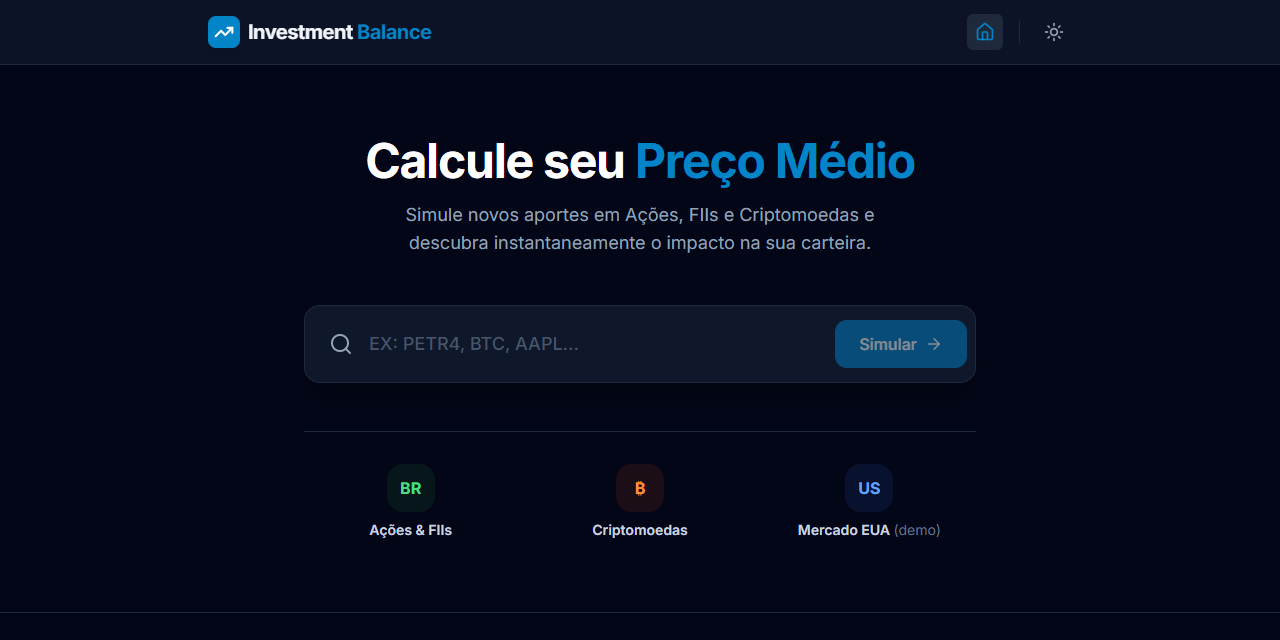 Investment Balance
Calcule seu Preço Médio
Simule novos aportes em Ações, FIIs e Criptomoedas e
descubra instantaneamente o impacto na sua carteira.
EX: PETR4, BTC, AAPL...
Simular
BR
₿
US
Ações & FIIs
Criptomoedas
Mercado EUA (demo)